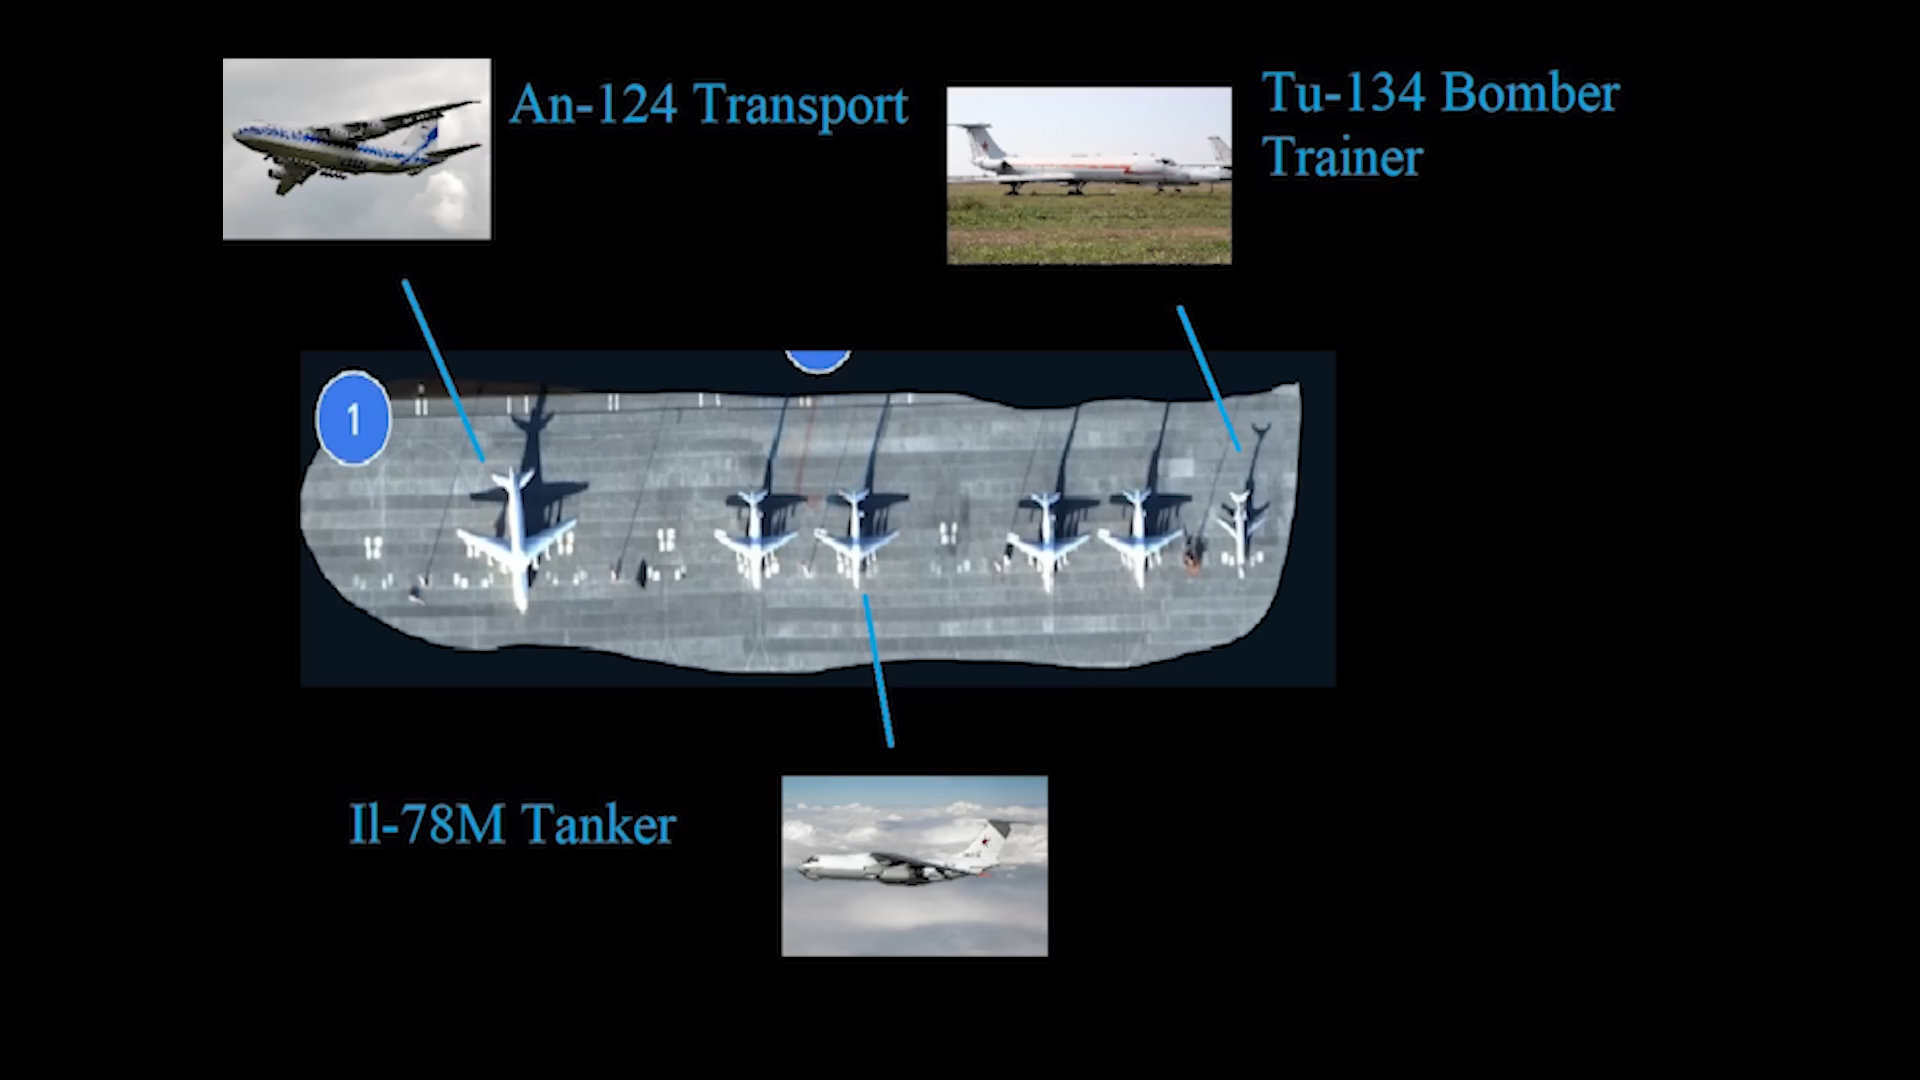 An-124 Transport
Tu-134 Bomber
Trainer
1
Il-78M Tanker